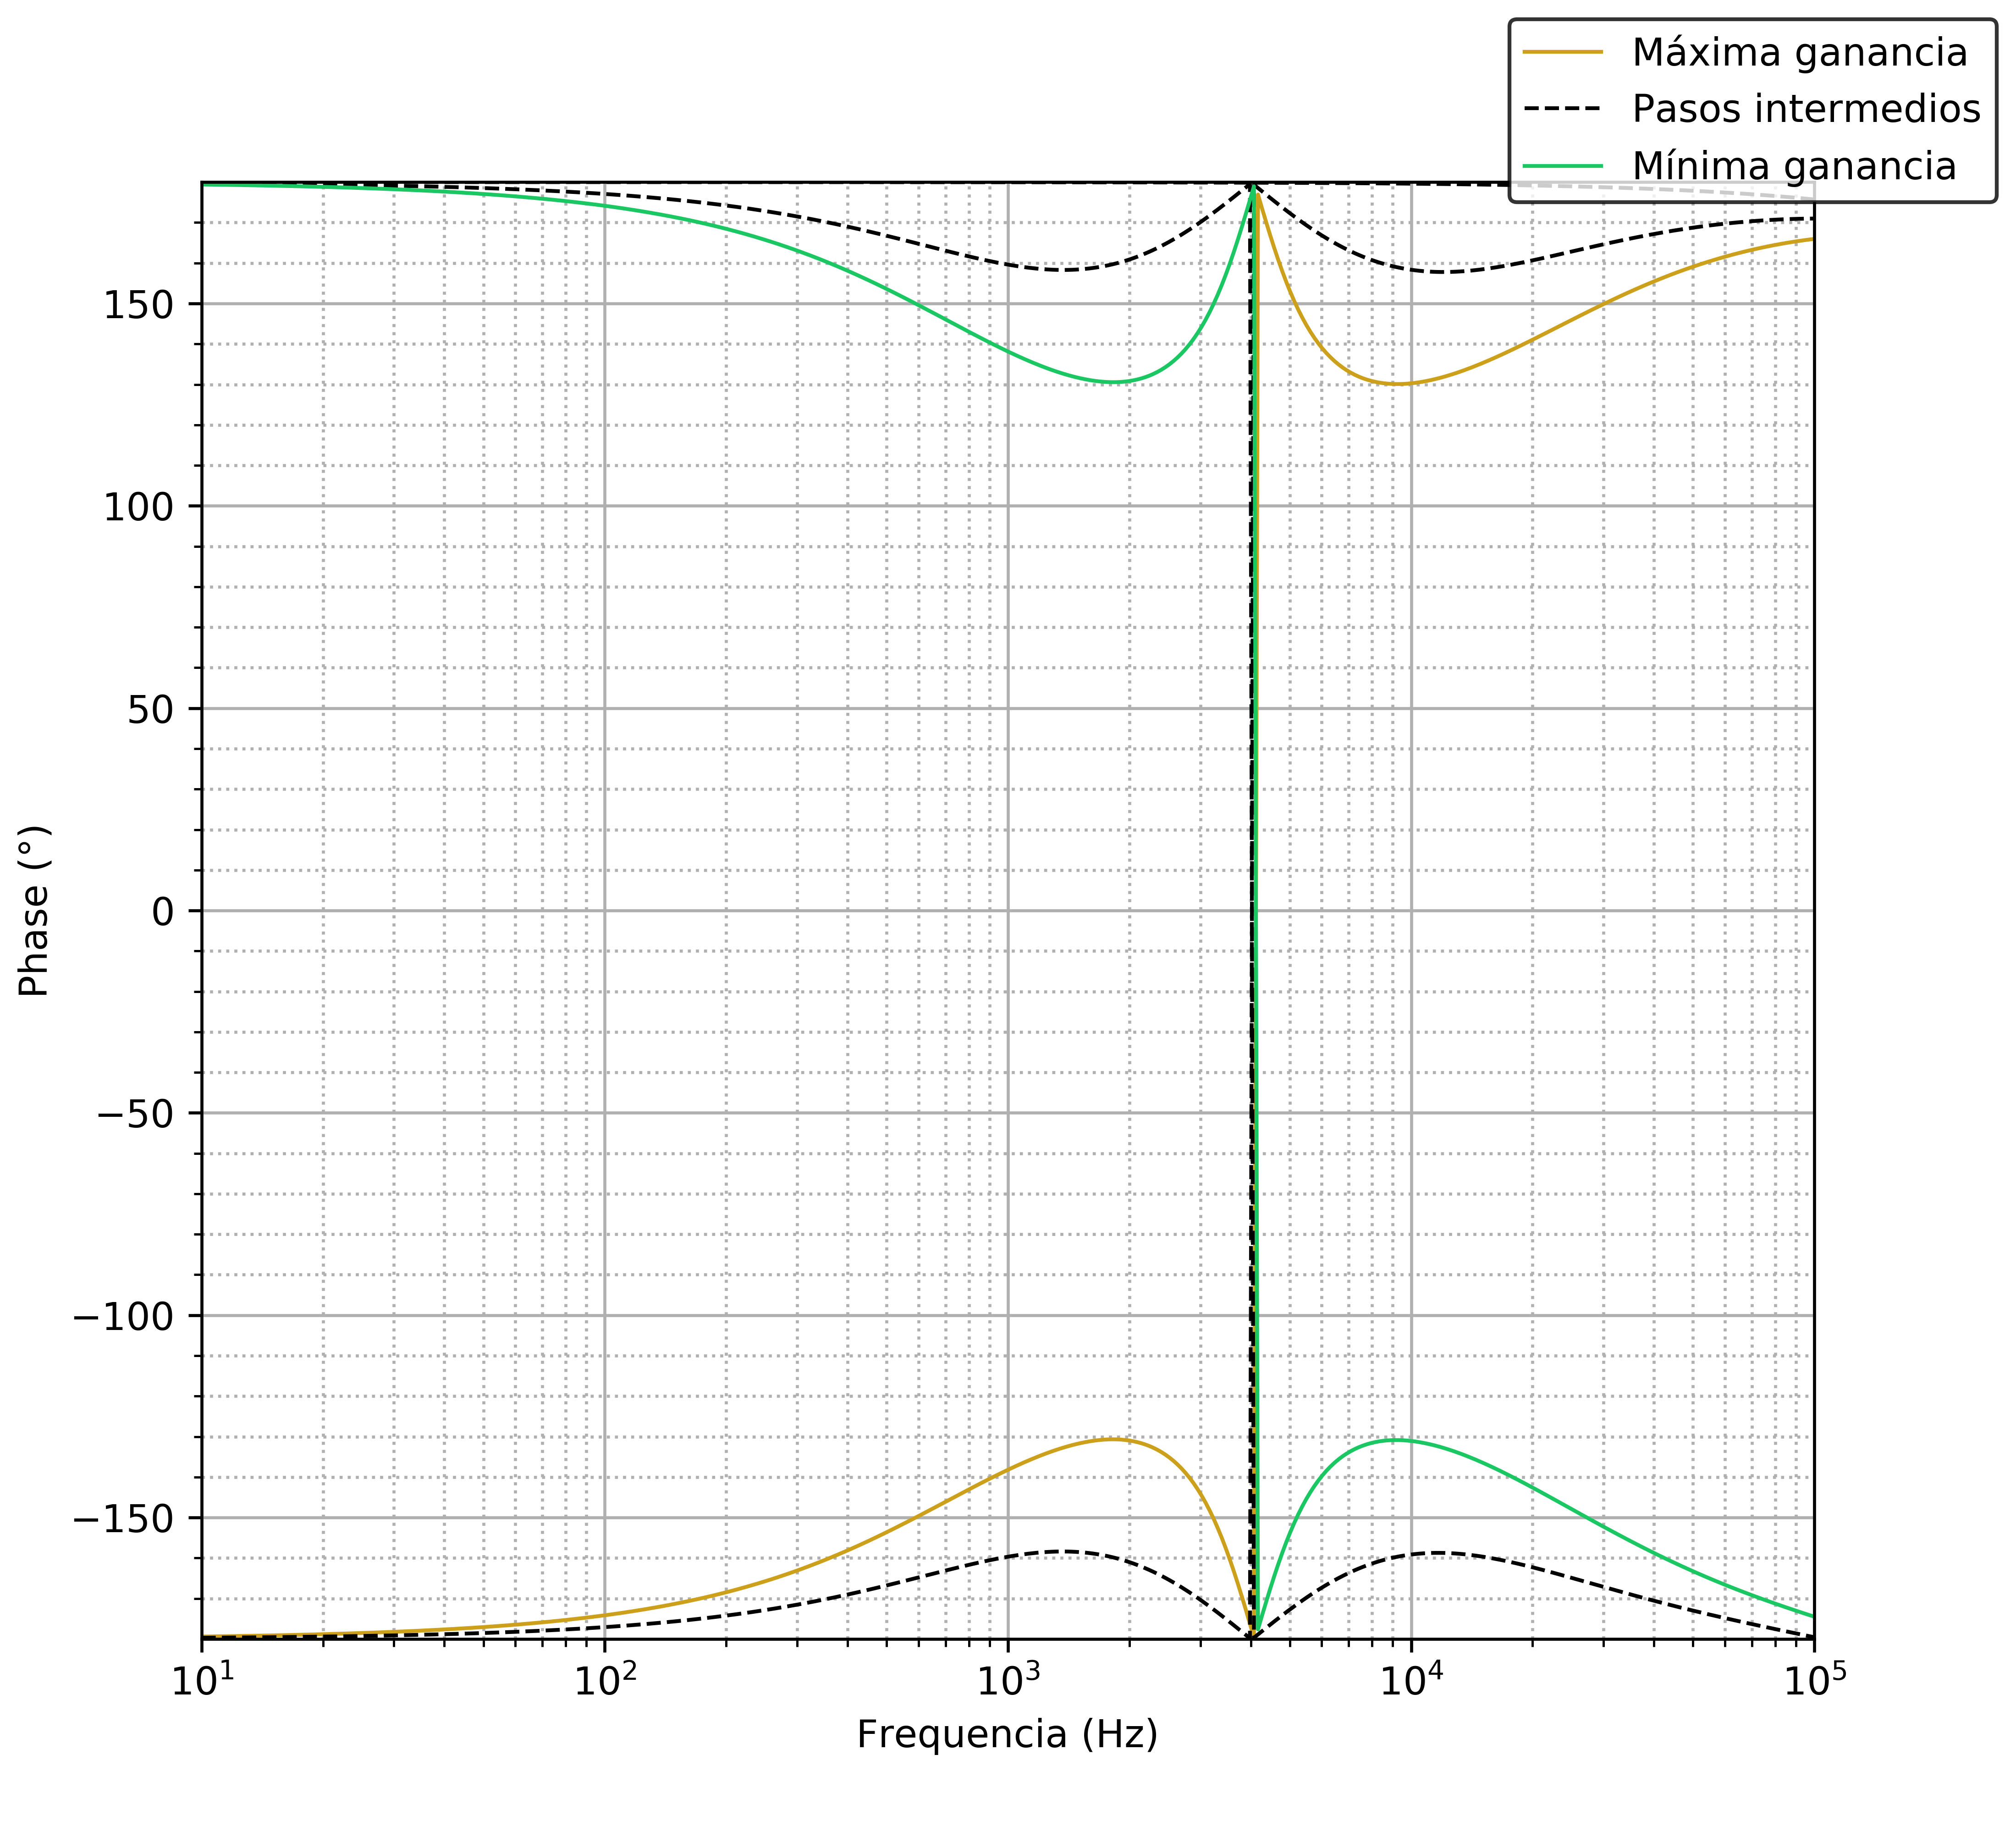 Máxima ganancia
Pasos intermedios
Mínima ganancia
150
100
50
0
−50
−100
−150
Phase (°)
10¹
10²
10³
10⁴
10⁵
Frequencia (Hz)